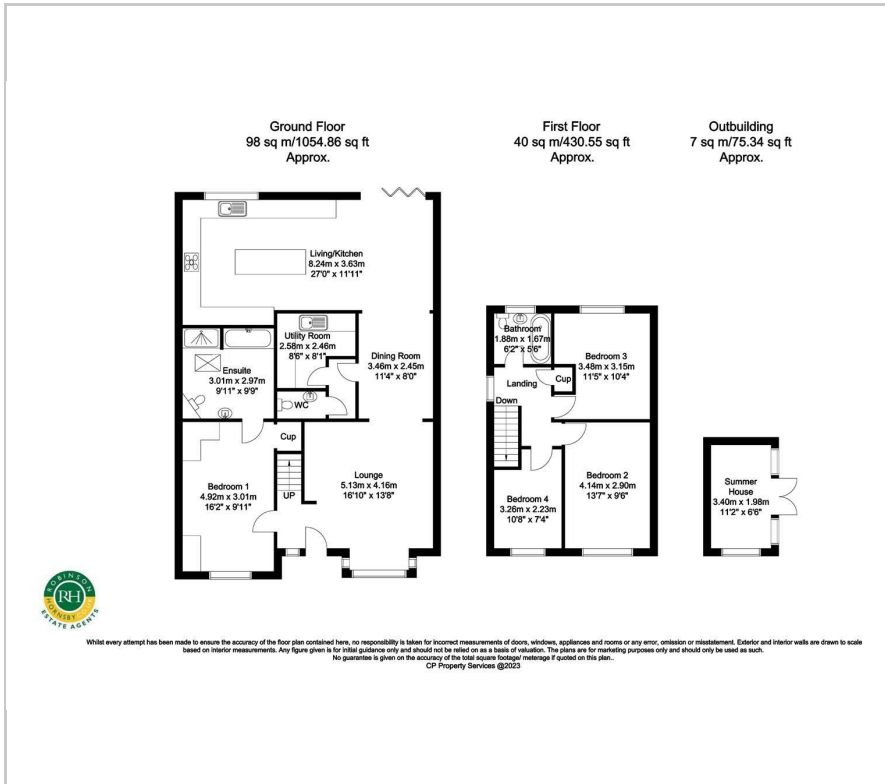 Ground Floor
98 sq m/1054.86 sq ft
Approx.
First Floor
40 sq m/430.55 sq ft
Approx.
Outbuilding
7 sq m/75.34 sq ft
Approx.
Living/Kitchen
8.24m x 3.63m
27'0" x 11'11"
Utility Room
2.58m x 2.46m
8'6" x 8'1"
Ensuite
3.01m x 2.97m
9'11" x 9'9"
Dining Room
3.46m x 2.45m
11'4" x 8'0"
WC
Cup
Bedroom 1
4.92m x 3.01m
16'2" x 9'11"
UP
Lounge
5.13m x 4.16m
16'10" x 13'8"
Bathroom
1.88m x 1.67m
6'2" x 5'6"
Bedroom 3
3.48m x 3.15m
11'5" x 10'4"
Landing
Cup
Down
Bedroom 2
4.14m x 2.90m
13'7" x 9'6"
Bedroom 4
3.26m x 2.23m
10'8" x 7'4"
Summer
House
3.40m x 1.98m
11'2" x 6'6"
ROBINSON
HORNSBY
RH
ESTATE AGENTS
Whilst every attempt has been made to ensure the accuracy of the floor plan contained here, no responsibility is taken for incorrect measurements of doors, windows, appliances and rooms or any error, omission or misstatement. Exterior and interior walls are drawn to scale
based on interior measurements. Any figure given is for initial guidance only and should not be relied on as a basis of valuation. The plans are for marketing purposes only and should only be used as such.
No guarantee is given on the accuracy of the total square footage/ meterage if quoted on this plan..
CP Property Services @2023